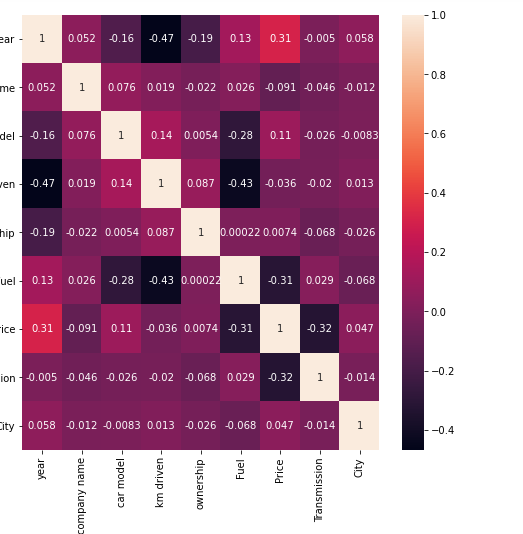 ear 1 0.052 -0.16 -0.47 -0.19 0.13 0.31 -0.005 0.058
me 0.052 1 0.076 0.019 -0.022 0.026 -0.091 -0.046 -0.012
del -0.16 0.076 1 0.14 0.0054 -0.28 0.11 -0.026 -0.0083
ven -0.47 0.019 0.14 1 0.087 -0.43 -0.036 -0.02 0.013
hip -0.19 -0.022 0.0054 0.087 1 0.00022 0.0074 -0.068 -0.026
uel 0.13 0.026 -0.28 -0.43 0.00022 1 -0.31 0.029 -0.068
rice 0.31 -0.091 0.11 -0.036 0.0074 -0.31 1 -0.32 0.047
ion -0.005 -0.046 -0.026 -0.02 -0.068 0.029 -0.32 1 -0.014
City 0.058 -0.012 -0.0083 0.013 -0.026 -0.068 0.047 -0.014 1
year
company name
car model
km driven
ownership
Fuel
Price
Transmission
City
1.0
0.8
0.6
0.4
0.2
0.0
−0.2
−0.4